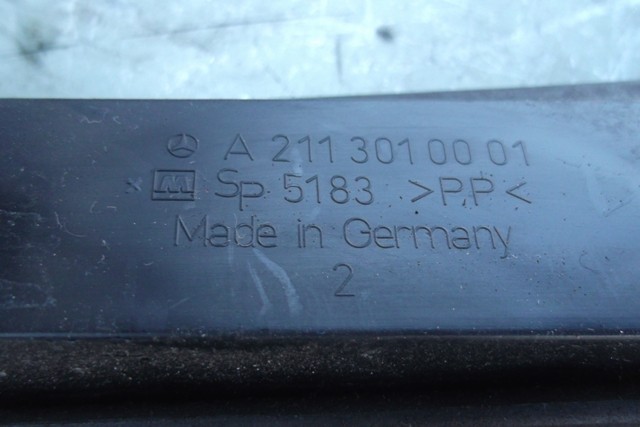 A 211 301 00 01
M Sp 5183 >P,P<
Made in Germany
2